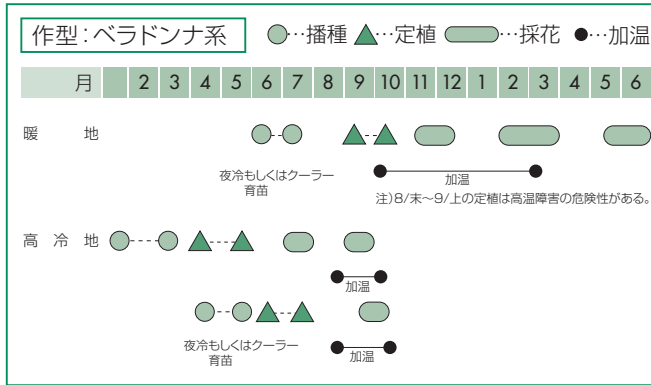 作型：ベラドンナ系 …播種 …定植 …採花 …加温
月 2 3 4 5 6 7 8 9 10 11 12 1 2 3 4 5 6
暖地
夜冷もしくはクーラー
育苗
加温
注)8/末〜9/上の定植は高温障害の危険性がある。
高冷地
加温
夜冷もしくはクーラー
育苗
加温